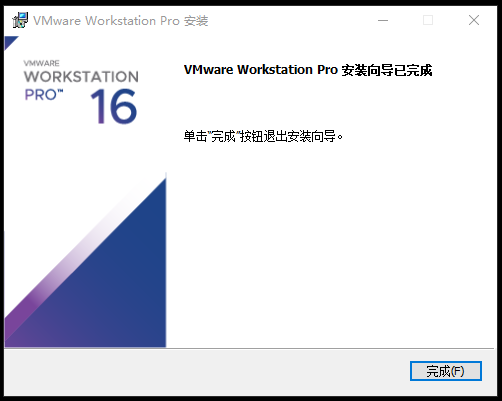 VMware Workstation Pro 安装
VMWARE
WORKSTATION
PRO™ 16
VMware Workstation Pro 安装向导已完成
单击"完成"按钮退出安装向导。
完成(F)